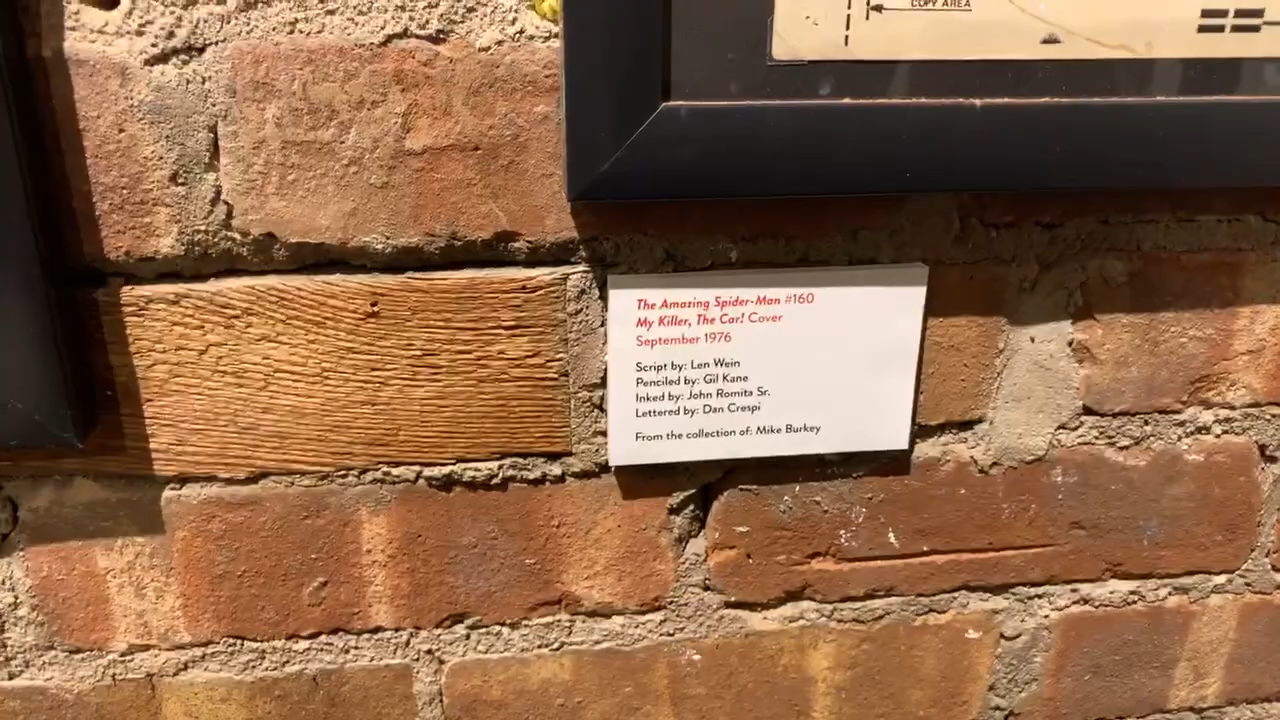 COPY AREA
The Amazing Spider-Man #160
My Killer, The Car! Cover
September 1976
Script by: Len Wein
Penciled by: Gil Kane
Inked by: John Romita Sr.
Lettered by: Dan Crespi
From the collection of: Mike Burkey